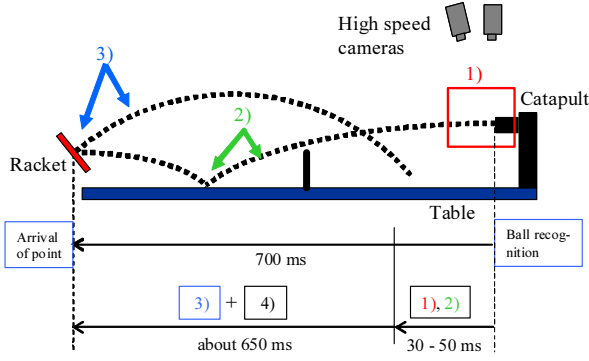 High speed
cameras
3)
1)
2)
Catapult
Racket
Table
Arrival
of point
Ball recog-
nition
700 ms
3) + 4)
1), 2)
about 650 ms
30 - 50 ms